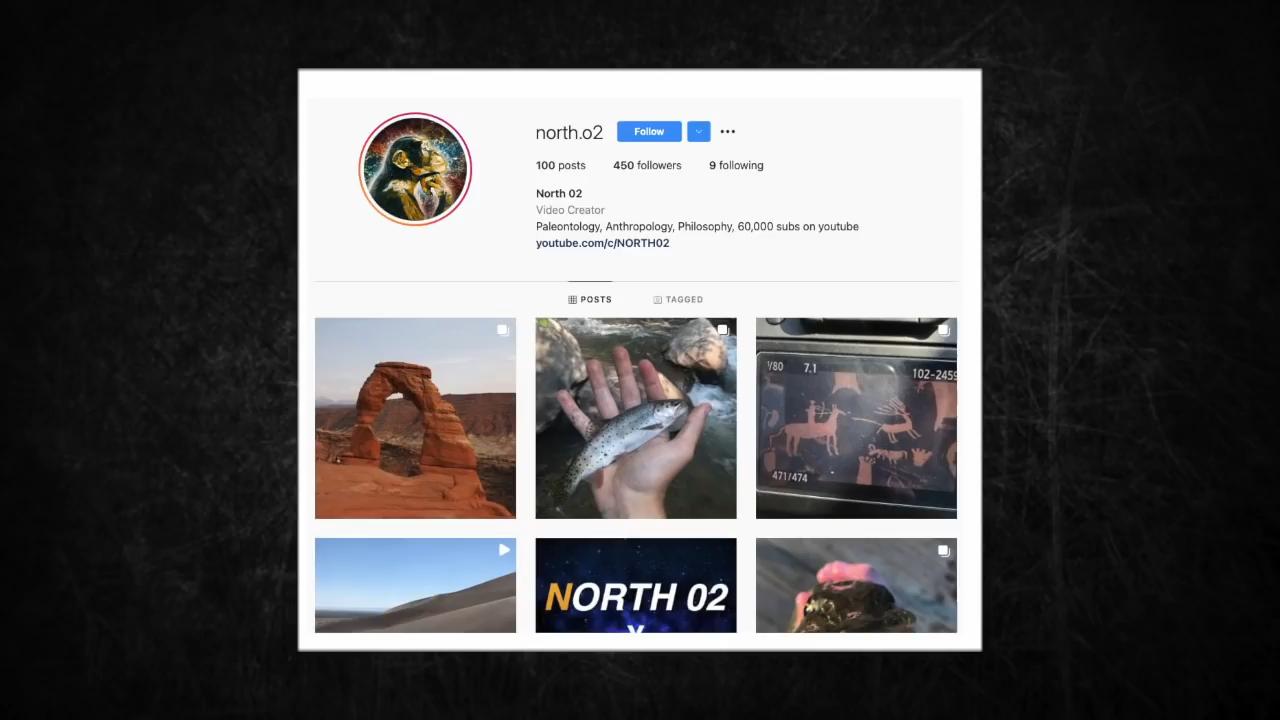 north.o2 Follow
100 posts 450 followers 9 following
North 02
Video Creator
Paleontology, Anthropology, Philosophy, 60,000 subs on youtube
youtube.com/c/NORTH02
POSTS TAGGED
1/80 7.1 102-2459
471/474
NORTH 02